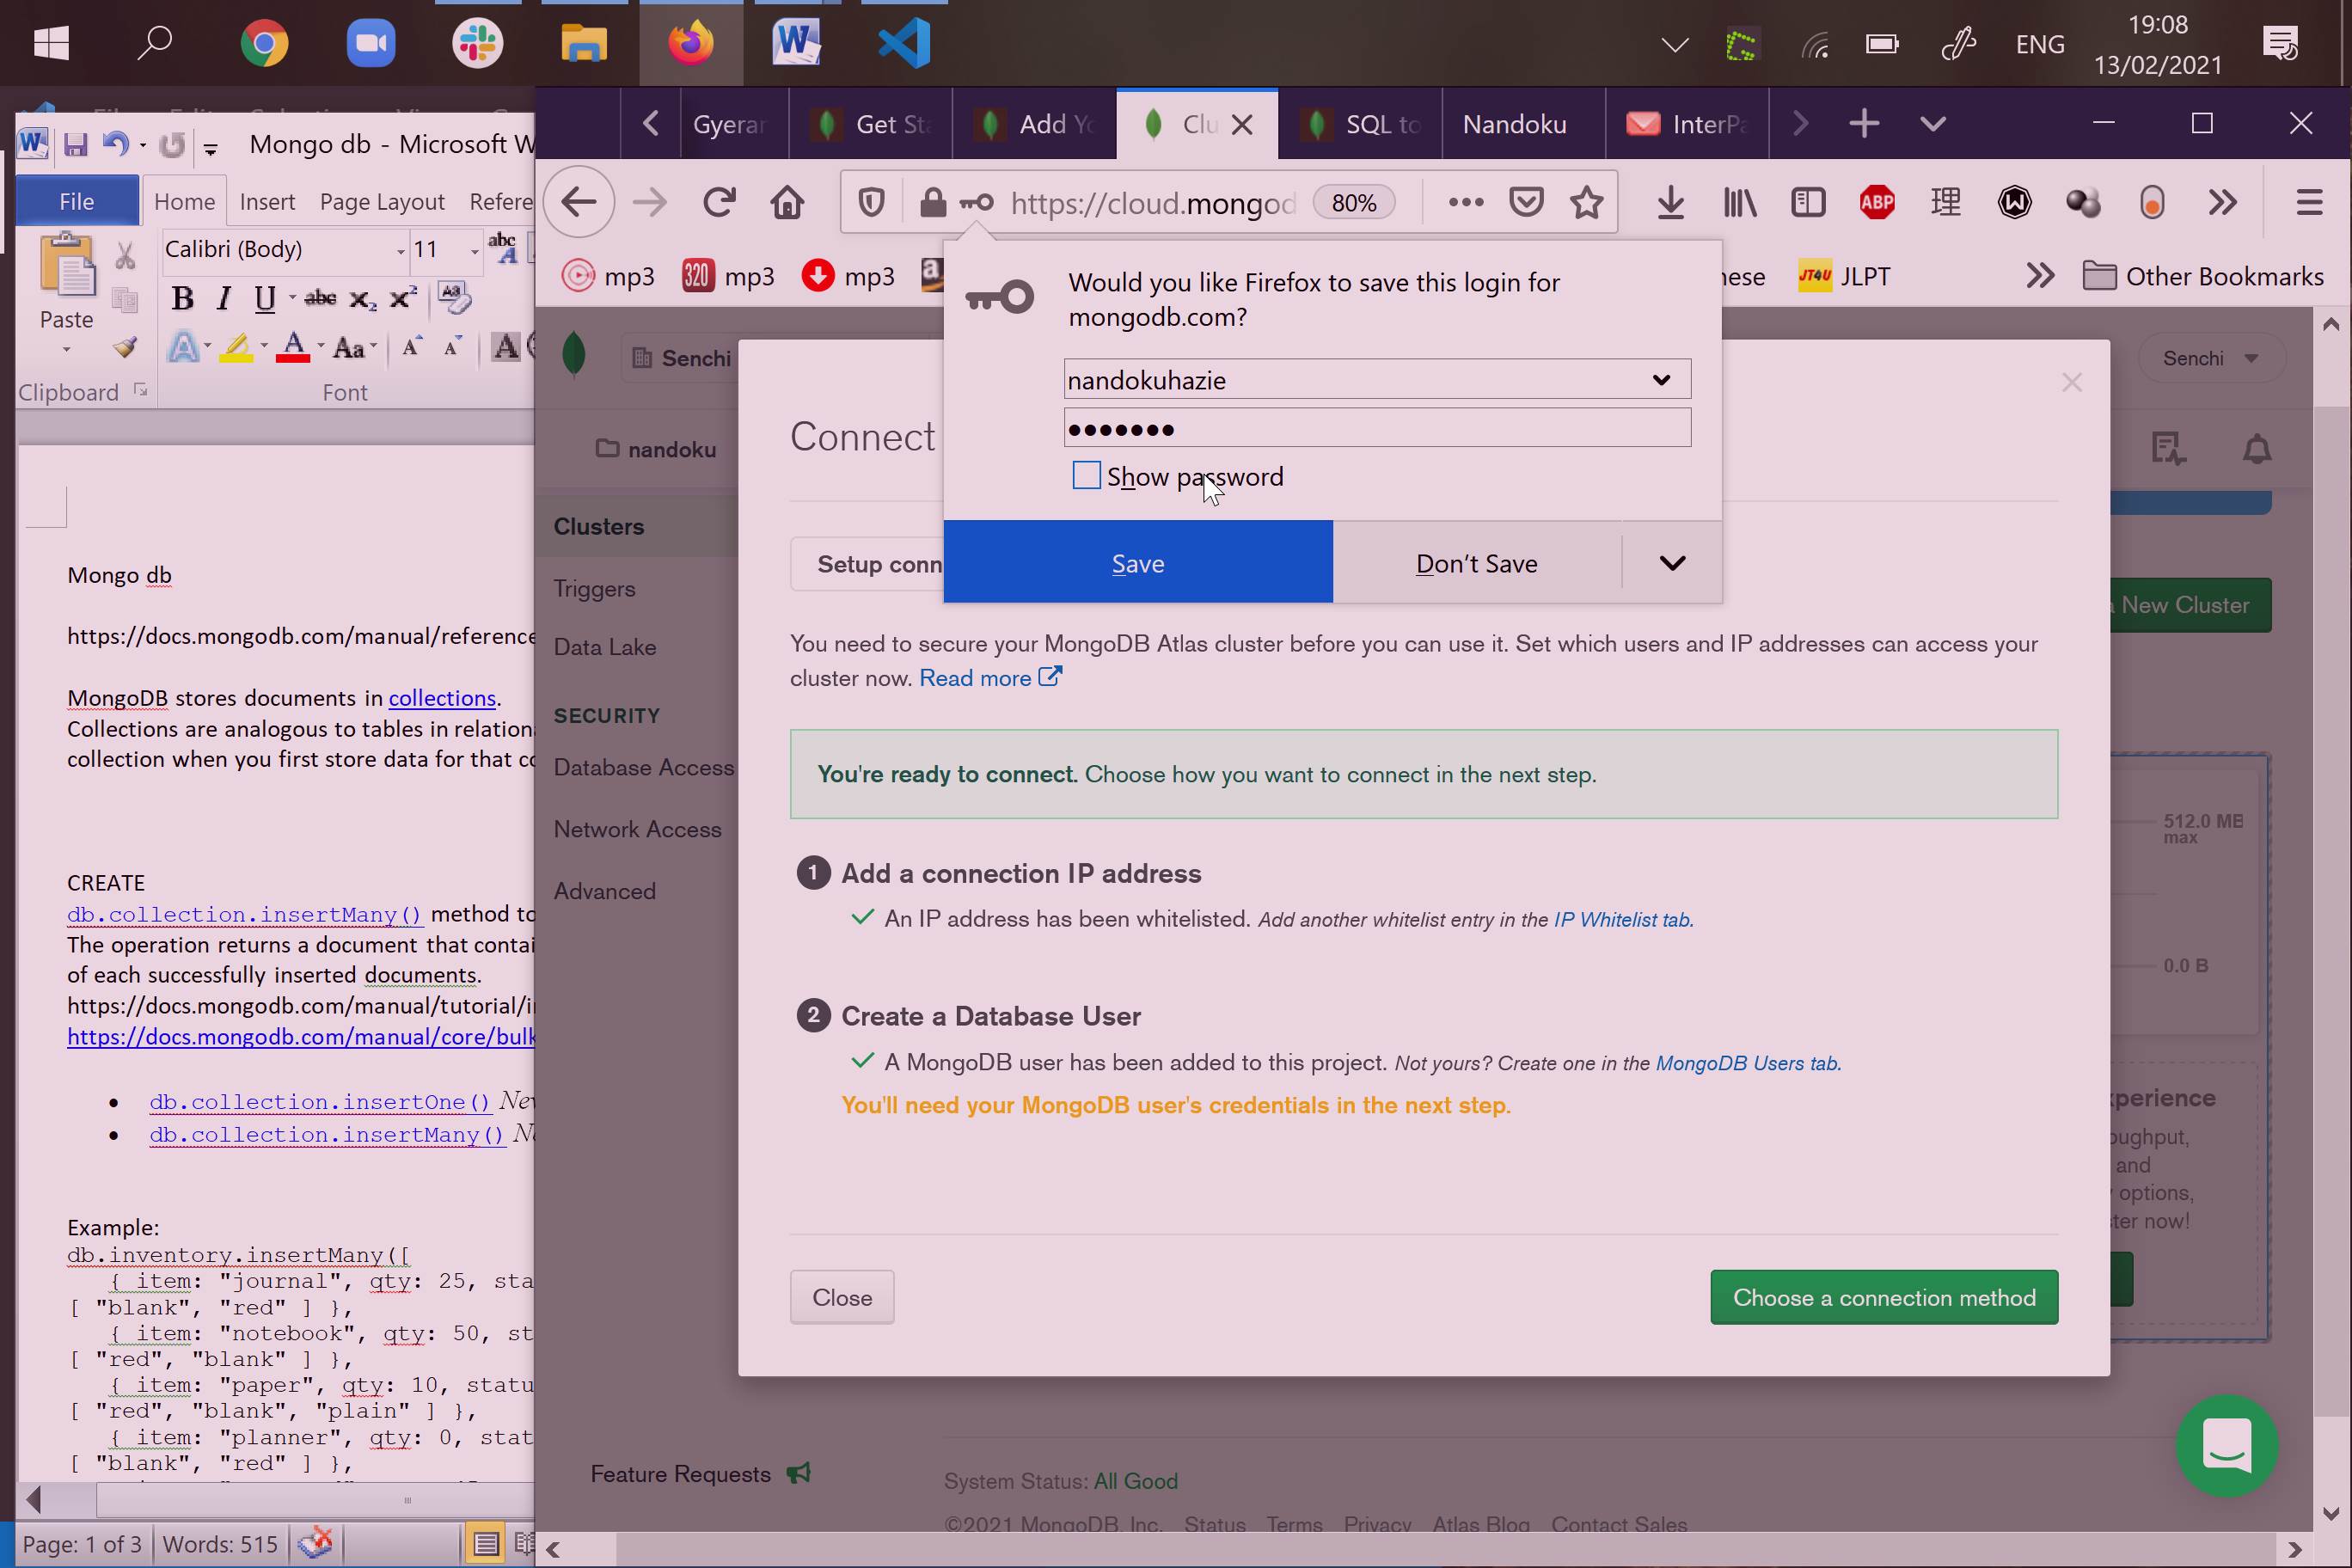 19:08
ENG
13/02/2021
Mongo db - Microsoft W
Gyerar
Get Sta
Add Yo
Clu
SQL to
Nandoku
InterPa
File
Home
Insert
Page Layout
Refere
https://cloud.mongod
80%
ABP
Calibri (Body)
11
Paste
Clipboard
Font
mp3
320
mp3
mp3
nese
JT4U
JLPT
Other Bookmarks
Would you like Firefox to save this login for
mongodb.com?
nandokuhazie
Show password
Save
Don't Save
Senchi
Senchi
nandoku
Clusters
Triggers
Data Lake
SECURITY
Database Access
Network Access
Advanced
Feature Requests
Connect
Setup conn
You need to secure your MongoDB Atlas cluster before you can use it. Set which users and IP addresses can access your
cluster now. Read more
You're ready to connect. Choose how you want to connect in the next step.
1 Add a connection IP address
An IP address has been whitelisted. Add another whitelist entry in the IP Whitelist tab.
2 Create a Database User
A MongoDB user has been added to this project. Not yours? Create one in the MongoDB Users tab.
You'll need your MongoDB user's credentials in the next step.
Close
Choose a connection method
New Cluster
512.0 MB
max
0.0 B
xperience
oughput,
and
options,
ster now!
System Status: All Good
©2021 MongoDB, Inc. Status Terms Privacy Atlas Blog Contact Sales
Mongo db
https://docs.mongodb.com/manual/reference
MongoDB stores documents in collections.
Collections are analogous to tables in relation
collection when you first store data for that co
CREATE
db.collection.insertMany() method to
The operation returns a document that contai
of each successfully inserted documents.
https://docs.mongodb.com/manual/tutorial/in
https://docs.mongodb.com/manual/core/bulk
• db.collection.insertOne() Nev
• db.collection.insertMany() Ne
Example:
db.inventory.insertMany([
{ item: "journal", qty: 25, sta
[ "blank", "red" ] },
{ item: "notebook", qty: 50, st
[ "red", "blank" ] },
{ item: "paper", qty: 10, statu
[ "red", "blank", "plain" ] },
{ item: "planner", qty: 0, stat
[ "blank", "red" ] },
Page: 1 of 3
Words: 515